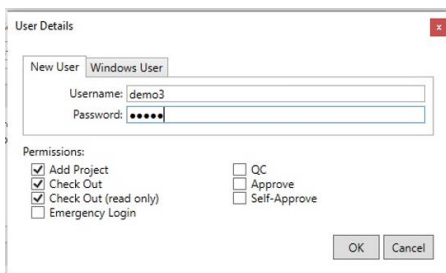 User Details
x
New User Windows User
Username: demo3
Password: •••••
Permissions:
Add Project
Check Out
Check Out (read only)
Emergency Login
QC
Approve
Self-Approve
OK Cancel